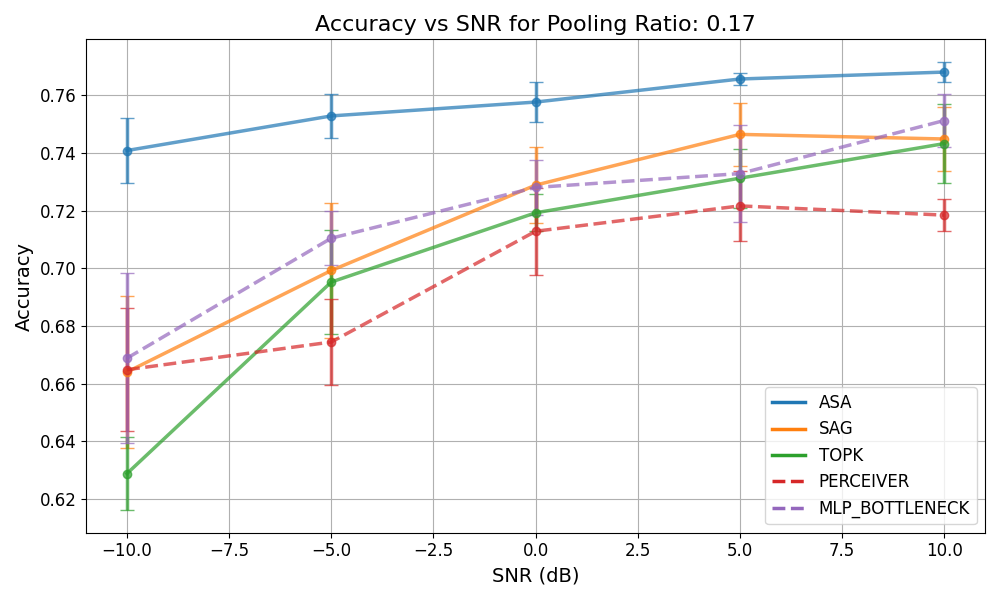 Accuracy vs SNR for Pooling Ratio: 0.17
Accuracy
0.76
0.74
0.72
0.70
0.68
0.66
0.64
0.62
ASA
SAG
TOPK
PERCEIVER
MLP_BOTTLENECK
−10.0 −7.5 −5.0 −2.5 0.0 2.5 5.0 7.5 10.0
SNR (dB)